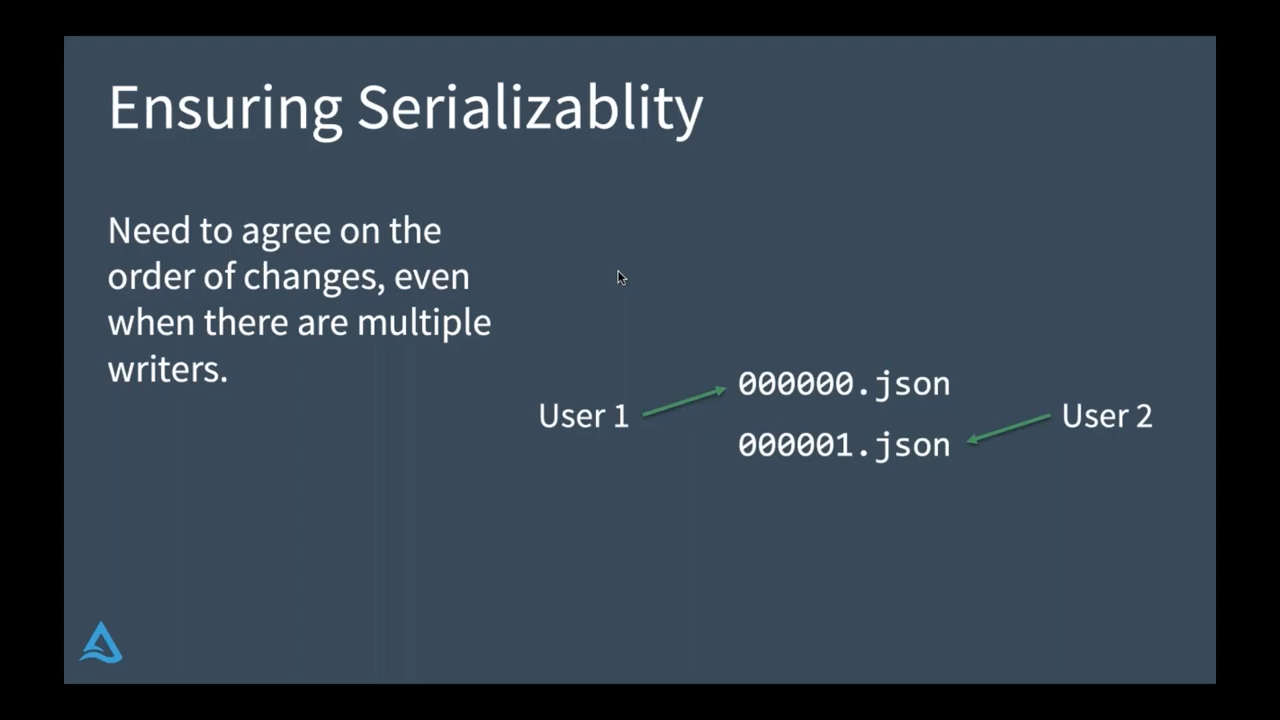 Ensuring Serializablity
Need to agree on the
order of changes, even
when there are multiple
writers.
000000.json
User 1
User 2
000001.json